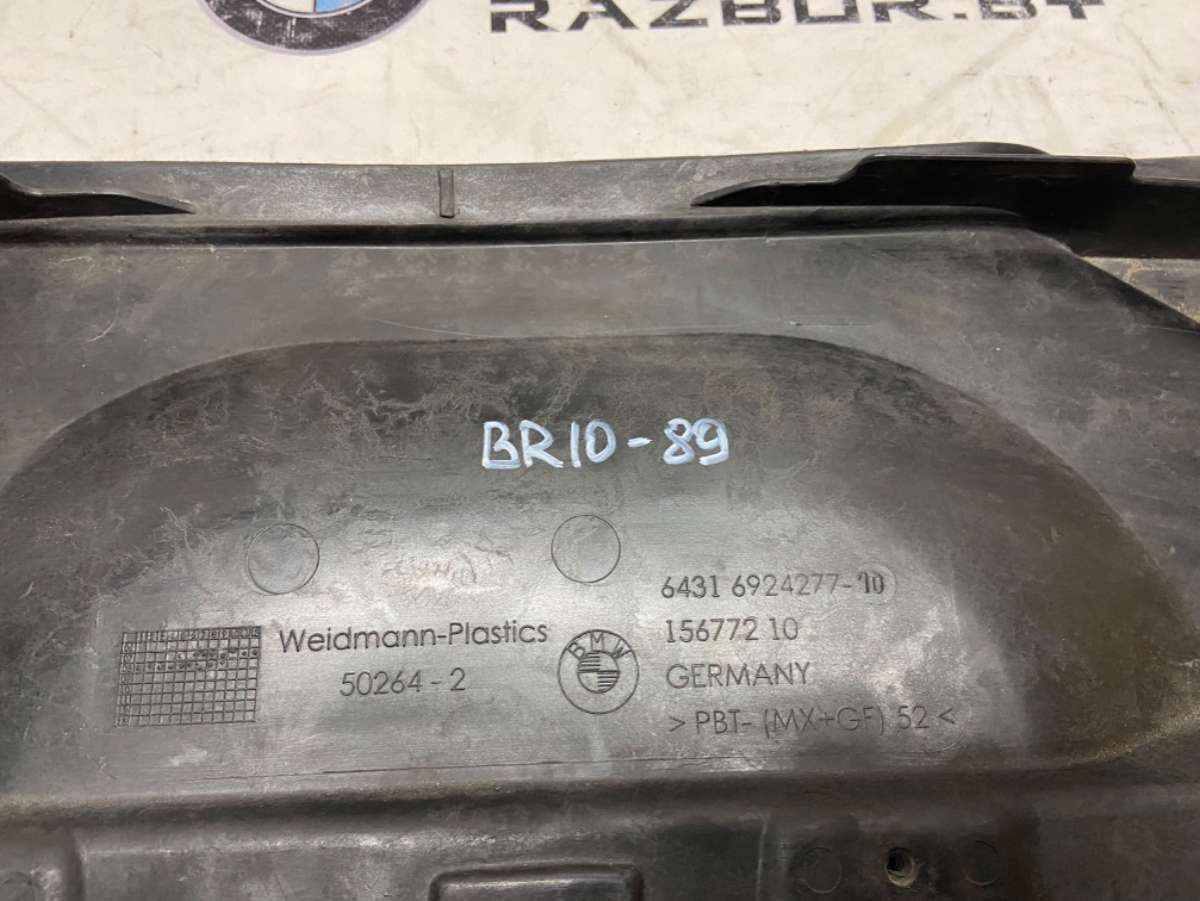 RAZBOR.BY
BR10-89
6431 6924277-10
Weidmann-Plastics
156772 10
50264-2
BMW
GERMANY
>PBT-(MX+GF) 52<